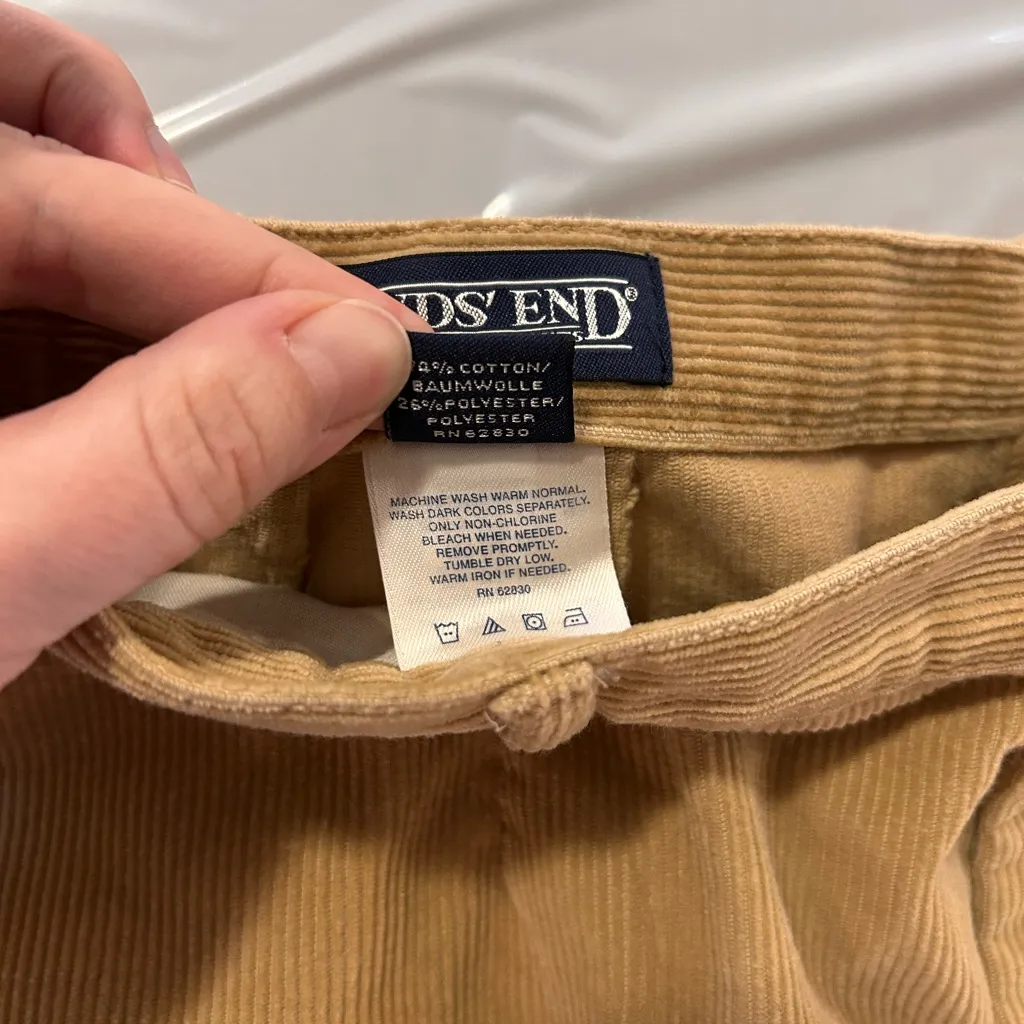 NDS' END®
4% COTTON/
BAUMWOLLE
26% POLYESTER/
POLYESTER
RN 62830
MACHINE WASH WARM NORMAL.
WASH DARK COLORS SEPARATELY.
ONLY NON-CHLORINE
BLEACH WHEN NEEDED.
REMOVE PROMPTLY.
TUMBLE DRY LOW.
WARM IRON IF NEEDED.
RN 62830